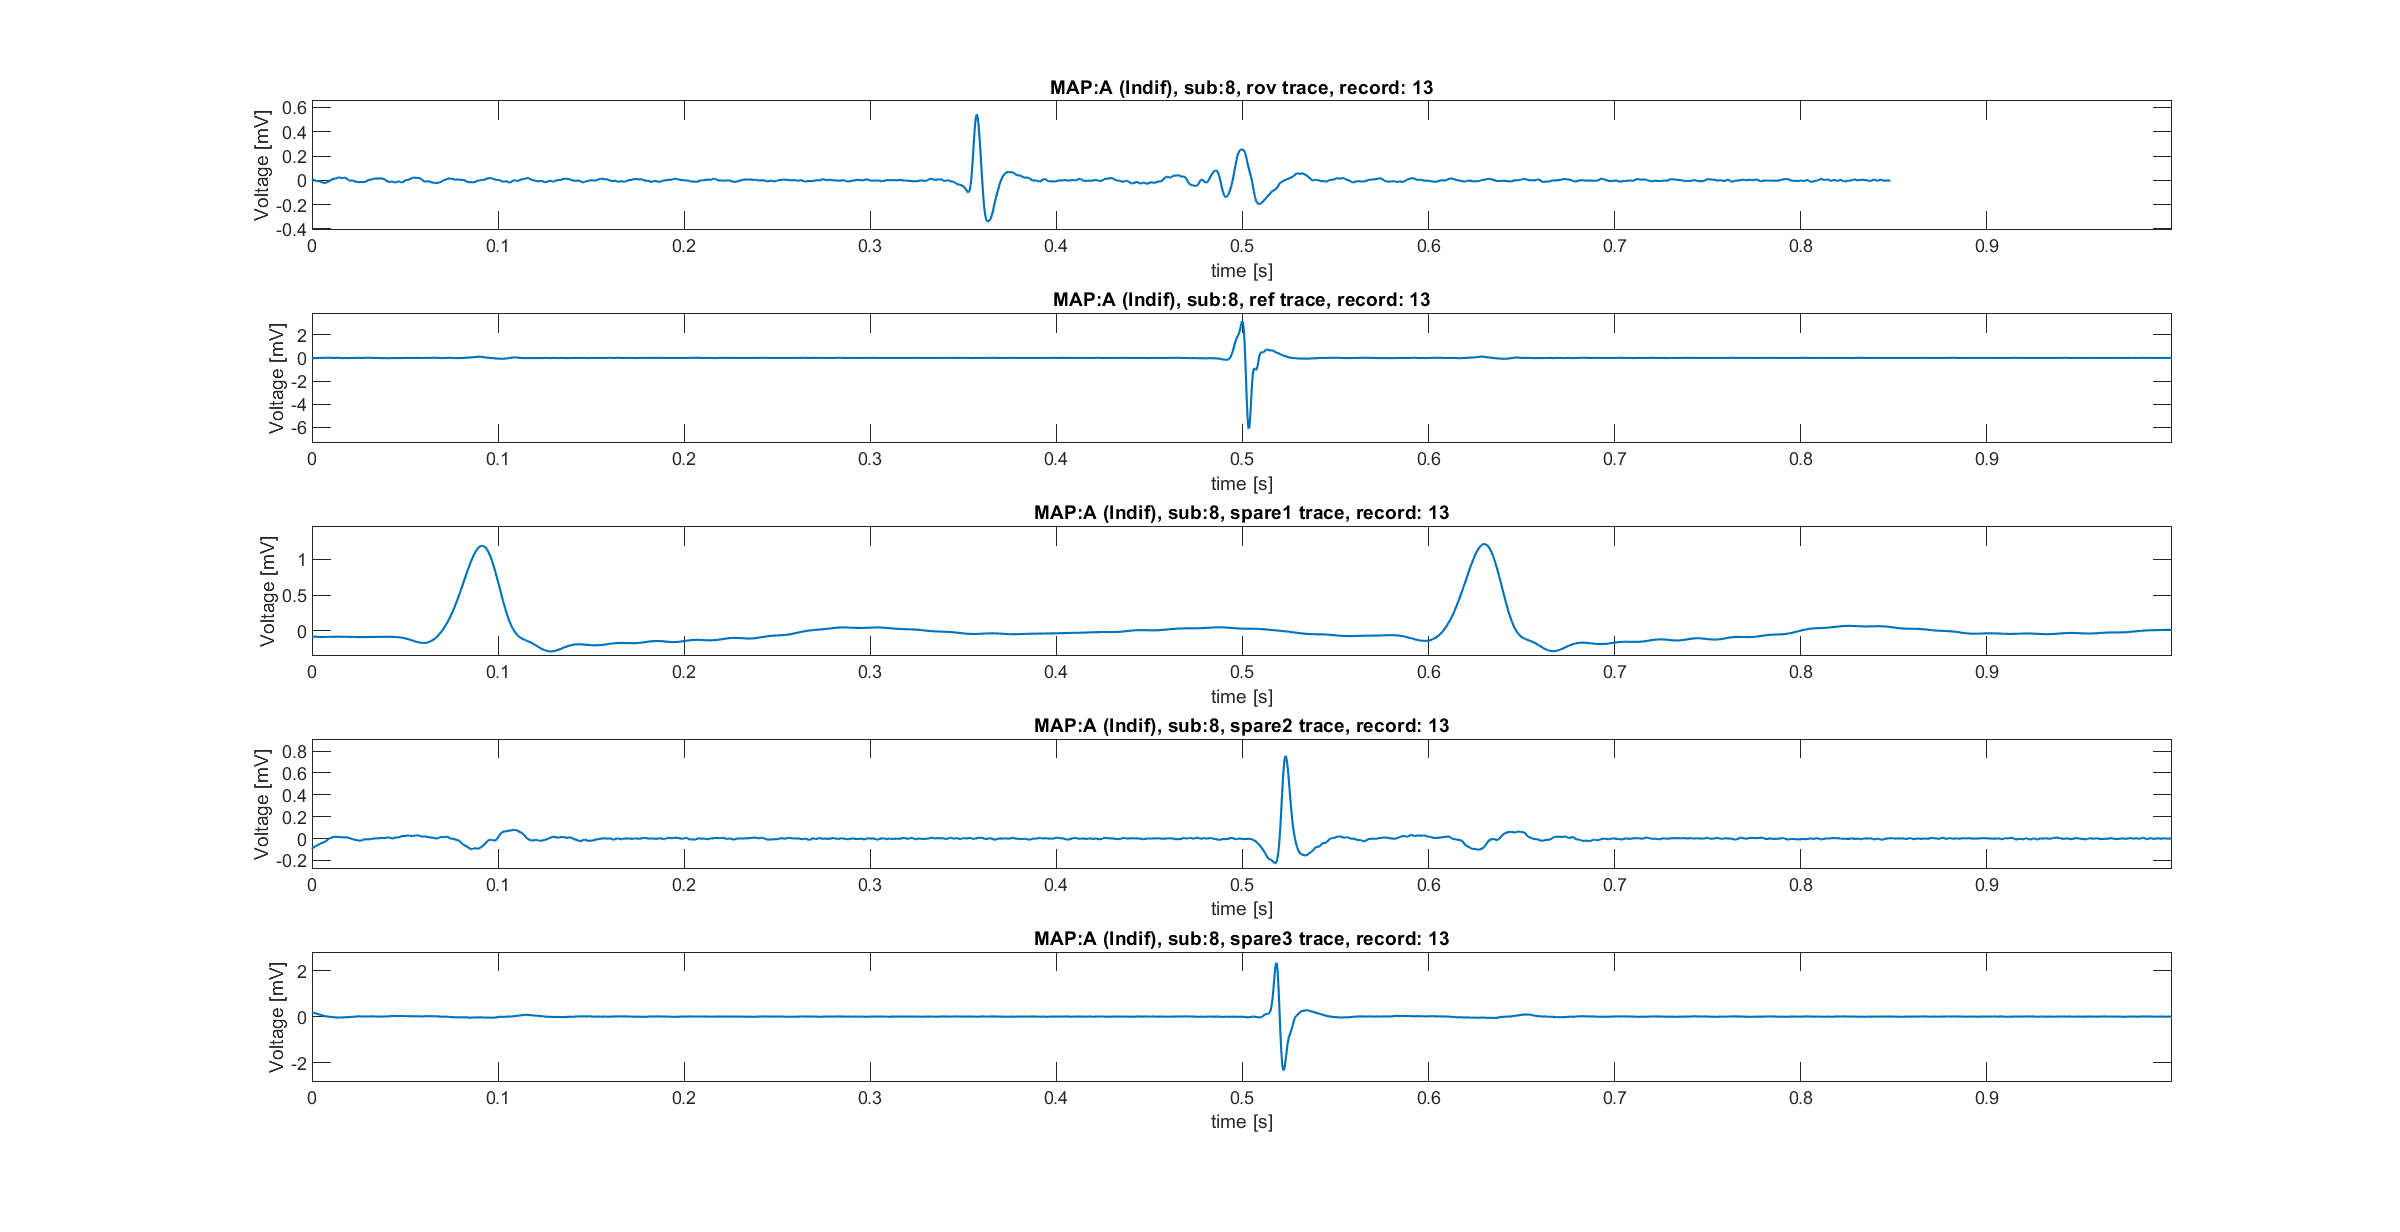 MAP:A (Indif), sub:8, rov trace, record: 13
Voltage [mV]
0.6
0.4
0.2
0
-0.2
-0.4
0 0.1 0.2 0.3 0.4 0.5 0.6 0.7 0.8 0.9
time [s]
MAP:A (Indif), sub:8, ref trace, record: 13
Voltage [mV]
2
0
-2
-4
-6
0 0.1 0.2 0.3 0.4 0.5 0.6 0.7 0.8 0.9
time [s]
MAP:A (Indif), sub:8, spare1 trace, record: 13
Voltage [mV]
1
0.5
0
0 0.1 0.2 0.3 0.4 0.5 0.6 0.7 0.8 0.9
time [s]
MAP:A (Indif), sub:8, spare2 trace, record: 13
Voltage [mV]
0.8
0.6
0.4
0.2
0
-0.2
0 0.1 0.2 0.3 0.4 0.5 0.6 0.7 0.8 0.9
time [s]
MAP:A (Indif), sub:8, spare3 trace, record: 13
Voltage [mV]
2
0
-2
0 0.1 0.2 0.3 0.4 0.5 0.6 0.7 0.8 0.9
time [s]